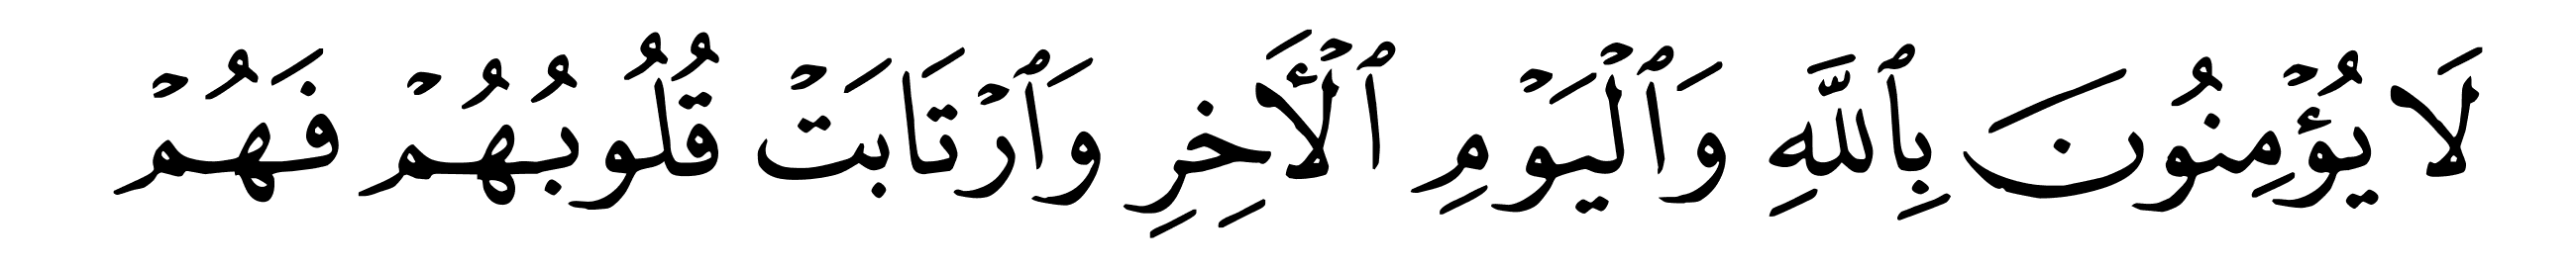 لَا يُؤۡمِنُونَ بِٱللَّهِ وَٱلۡيَوۡمِ ٱلۡأَخِرِ وَٱرۡتَابَتۡ قُلُوبُهُمۡ فَهُمۡ